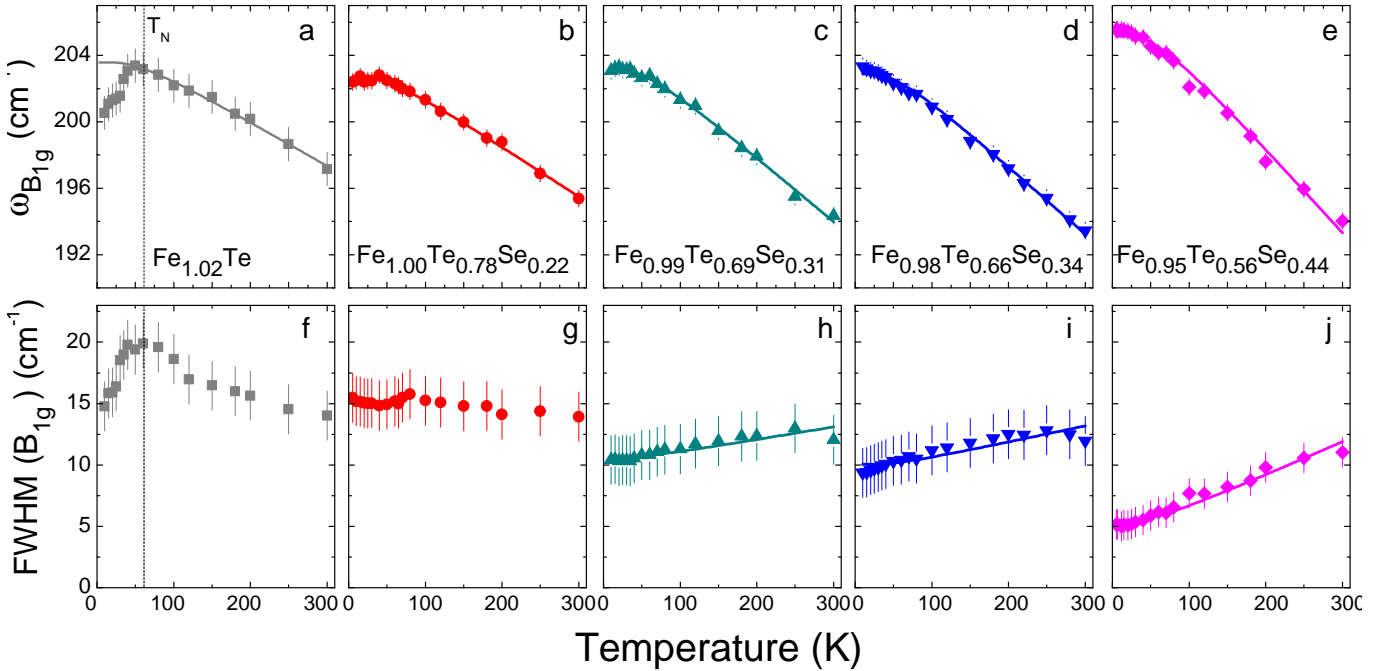 ω_B1g (cm⁻
204
200
196
192
T_N
a
b
c
d
e
Fe1.02Te
Fe1.00Te0.78Se0.22
Fe0.99Te0.69Se0.31
Fe0.98Te0.66Se0.34
Fe0.95Te0.56Se0.44
FWHM (B1g) (cm-1)
20
15
10
5
0
f
g
h
i
j
0 100 200 300
0 100 200 300
0 100 200 300
0 100 200 300
0 100 200 300
Temperature (K)